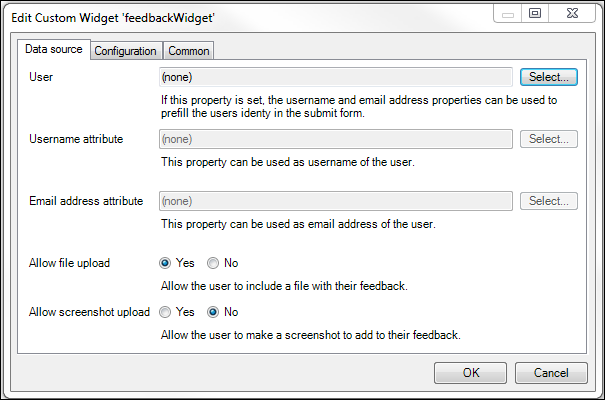 Edit Custom Widget 'feedbackWidget'
Data source Configuration Common
User (none) Select...
If this property is set, the username and email address properties can be used to
prefill the users identy in the submit form.
Username attribute (none) Select...
This property can be used as username of the user.
Email address attribute (none) Select...
This property can be used as email address of the user.
Allow file upload Yes No
Allow the user to include a file with their feedback.
Allow screenshot upload Yes No
Allow the user to make a screenshot to add to their feedback.
OK Cancel